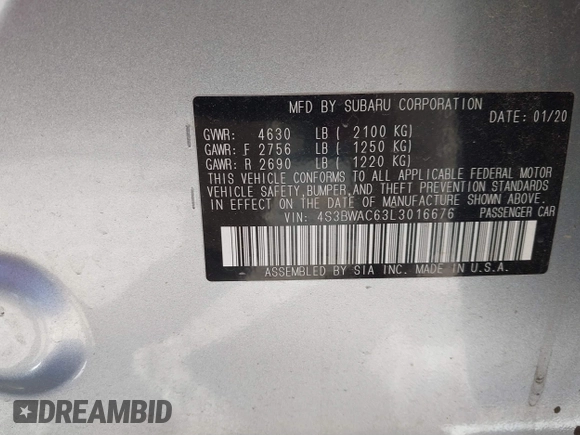 MFD BY SUBARU CORPORATION
DATE: 01/20
GVWR: 4630 LB ( 2100 KG)
GAWR: F 2756 LB ( 1250 KG)
GAWR: R 2690 LB ( 1220 KG)
THIS VEHICLE CONFORMS TO ALL APPLICABLE FEDERAL MOTOR
VEHICLE SAFETY, BUMPER, AND THEFT PREVENTION STANDARDS
IN EFFECT ON THE DATE OF MANUFACTURE SHOWN ABOVE.
VIN: 4S3BWAC63L3016676 PASSENGER CAR
ASSEMBLED BY SIA INC. MADE IN U.S.A.
DREAMBID